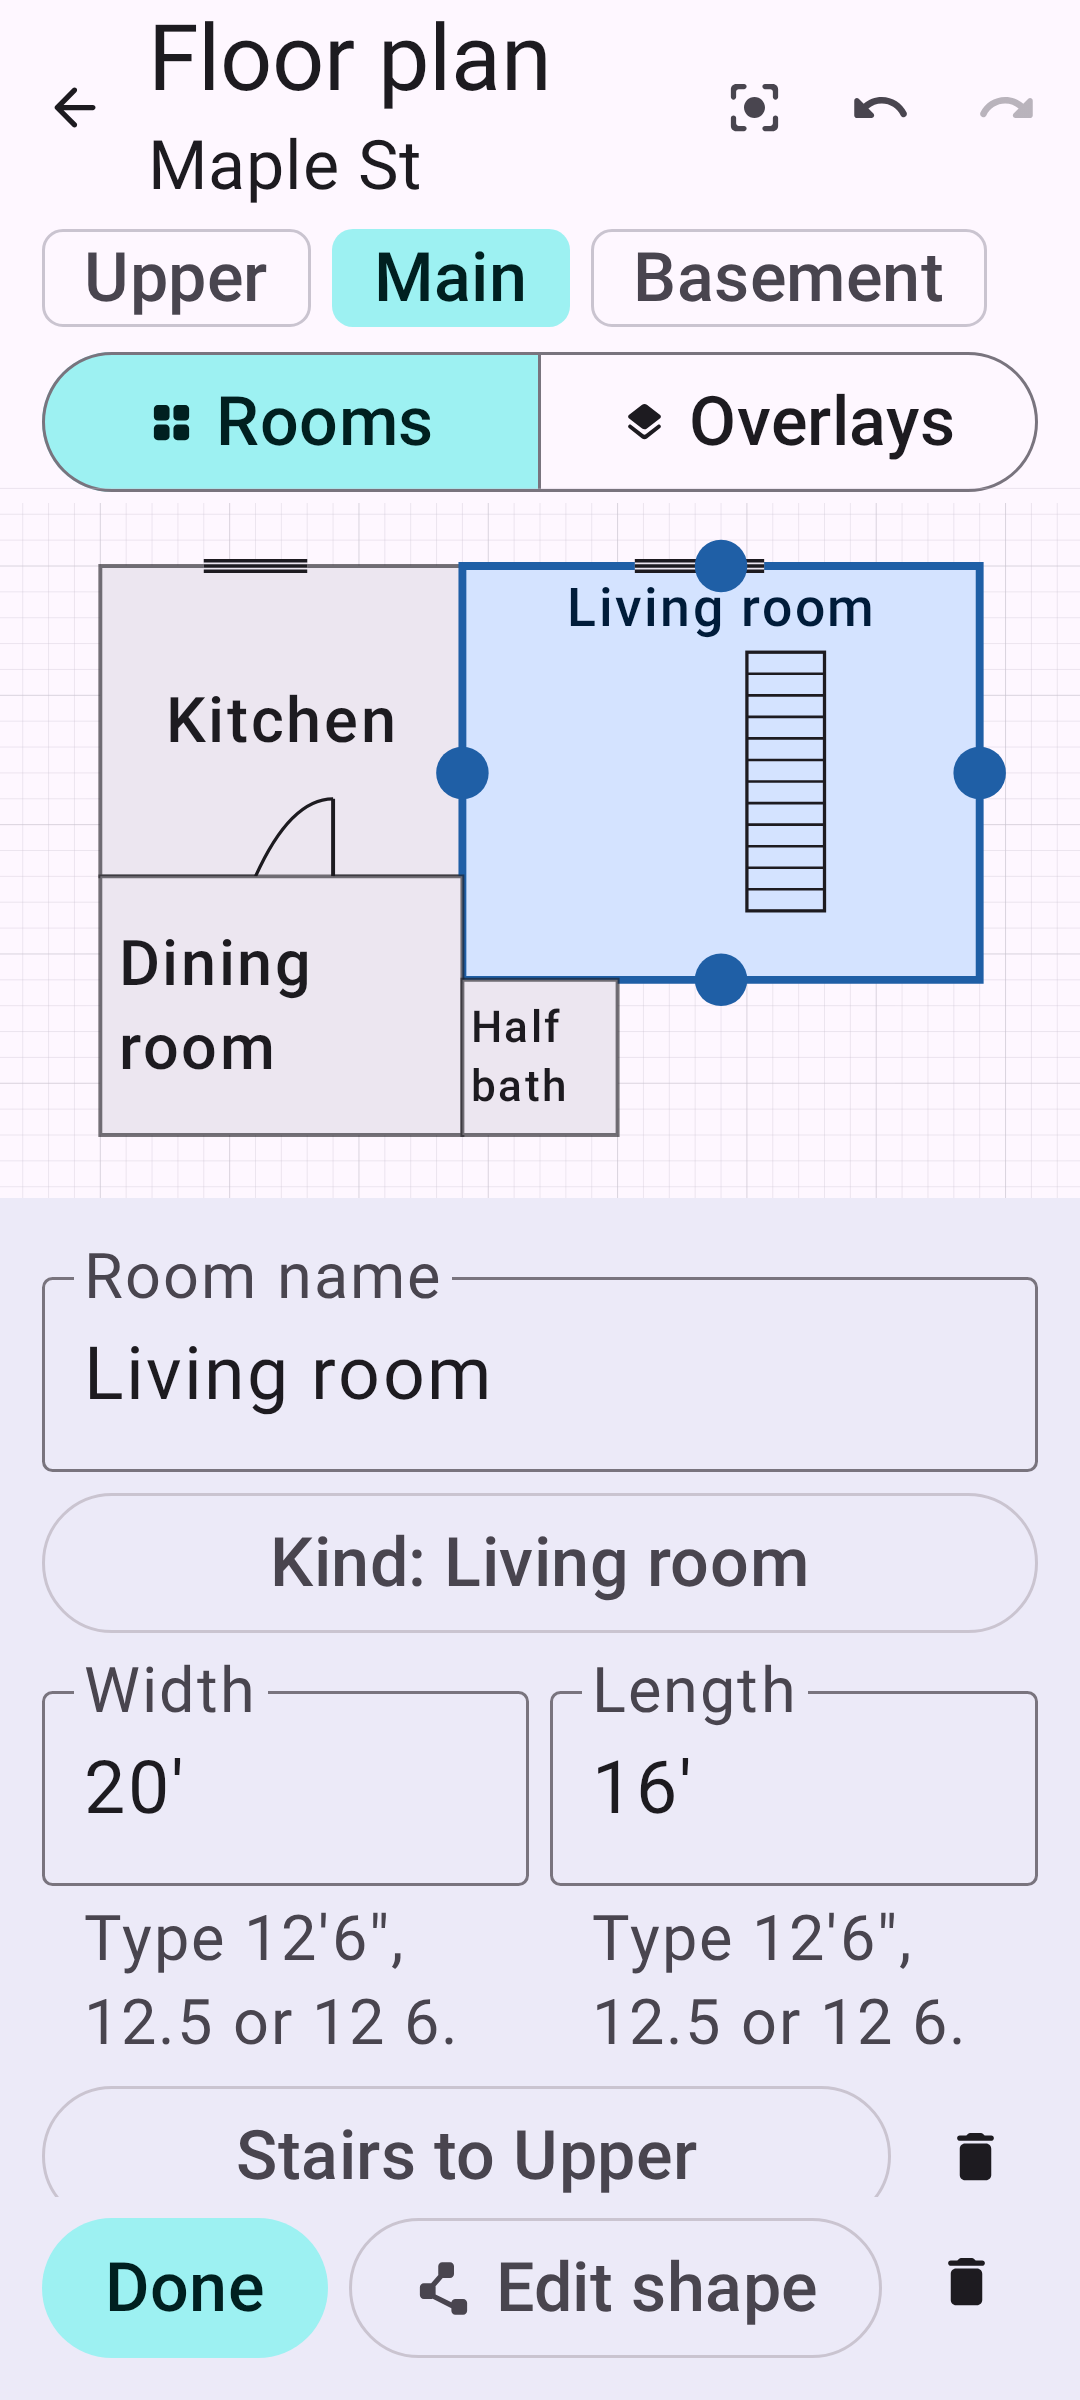 Floor plan
Maple St
Upper
Main
Basement
Rooms
Overlays
Living room
Kitchen
Dining
room
Half
bath
Room name
Living room
Kind: Living room
Width
Length
20'
16'
Type 12'6",
12.5 or 12 6.
Type 12'6",
12.5 or 12 6.
Stairs to Upper
Done
Edit shape